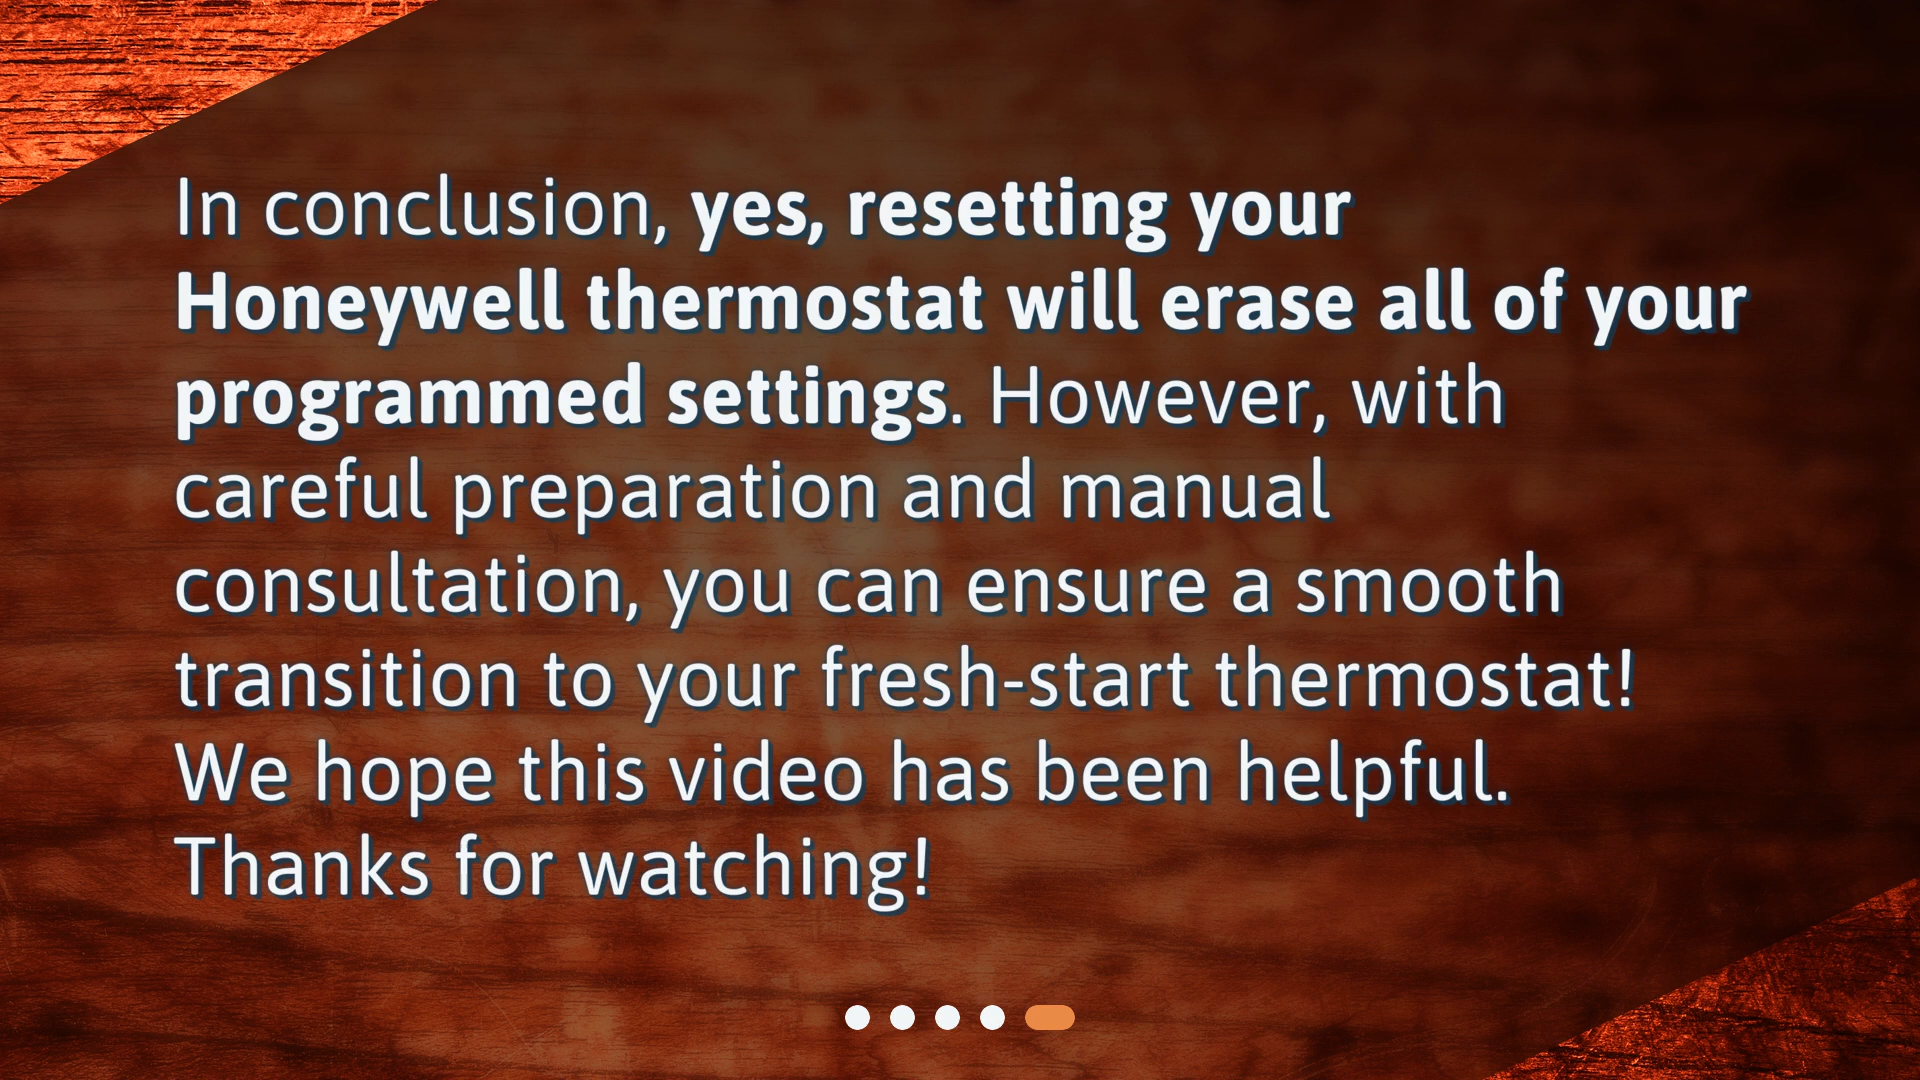 In conclusion, yes, resetting your
Honeywell thermostat will erase all of your
programmed settings. However, with
careful preparation and manual
consultation, you can ensure a smooth
transition to your fresh-start thermostat!
We hope this video has been helpful.
Thanks for watching!